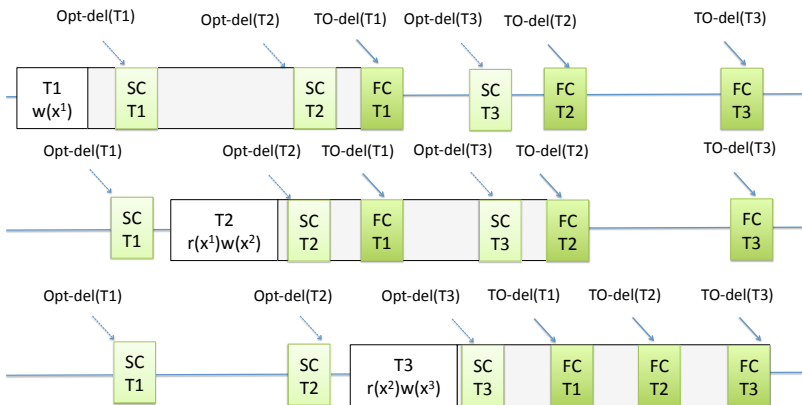 Opt-del(T1)
Opt-del(T2)
TO-del(T1)
Opt-del(T3)
TO-del(T2)
TO-del(T3)
T1
w(x¹)
SC
T1
SC
T2
FC
T1
SC
T3
FC
T2
FC
T3
Opt-del(T1)
Opt-del(T2)
TO-del(T1)
Opt-del(T3)
TO-del(T2)
TO-del(T3)
SC
T1
T2
r(x¹)w(x²)
SC
T2
FC
T1
SC
T3
FC
T2
FC
T3
Opt-del(T1)
Opt-del(T2)
Opt-del(T3)
TO-del(T1)
TO-del(T2)
TO-del(T3)
SC
T1
SC
T2
T3
r(x²)w(x³)
SC
T3
FC
T1
FC
T2
FC
T3